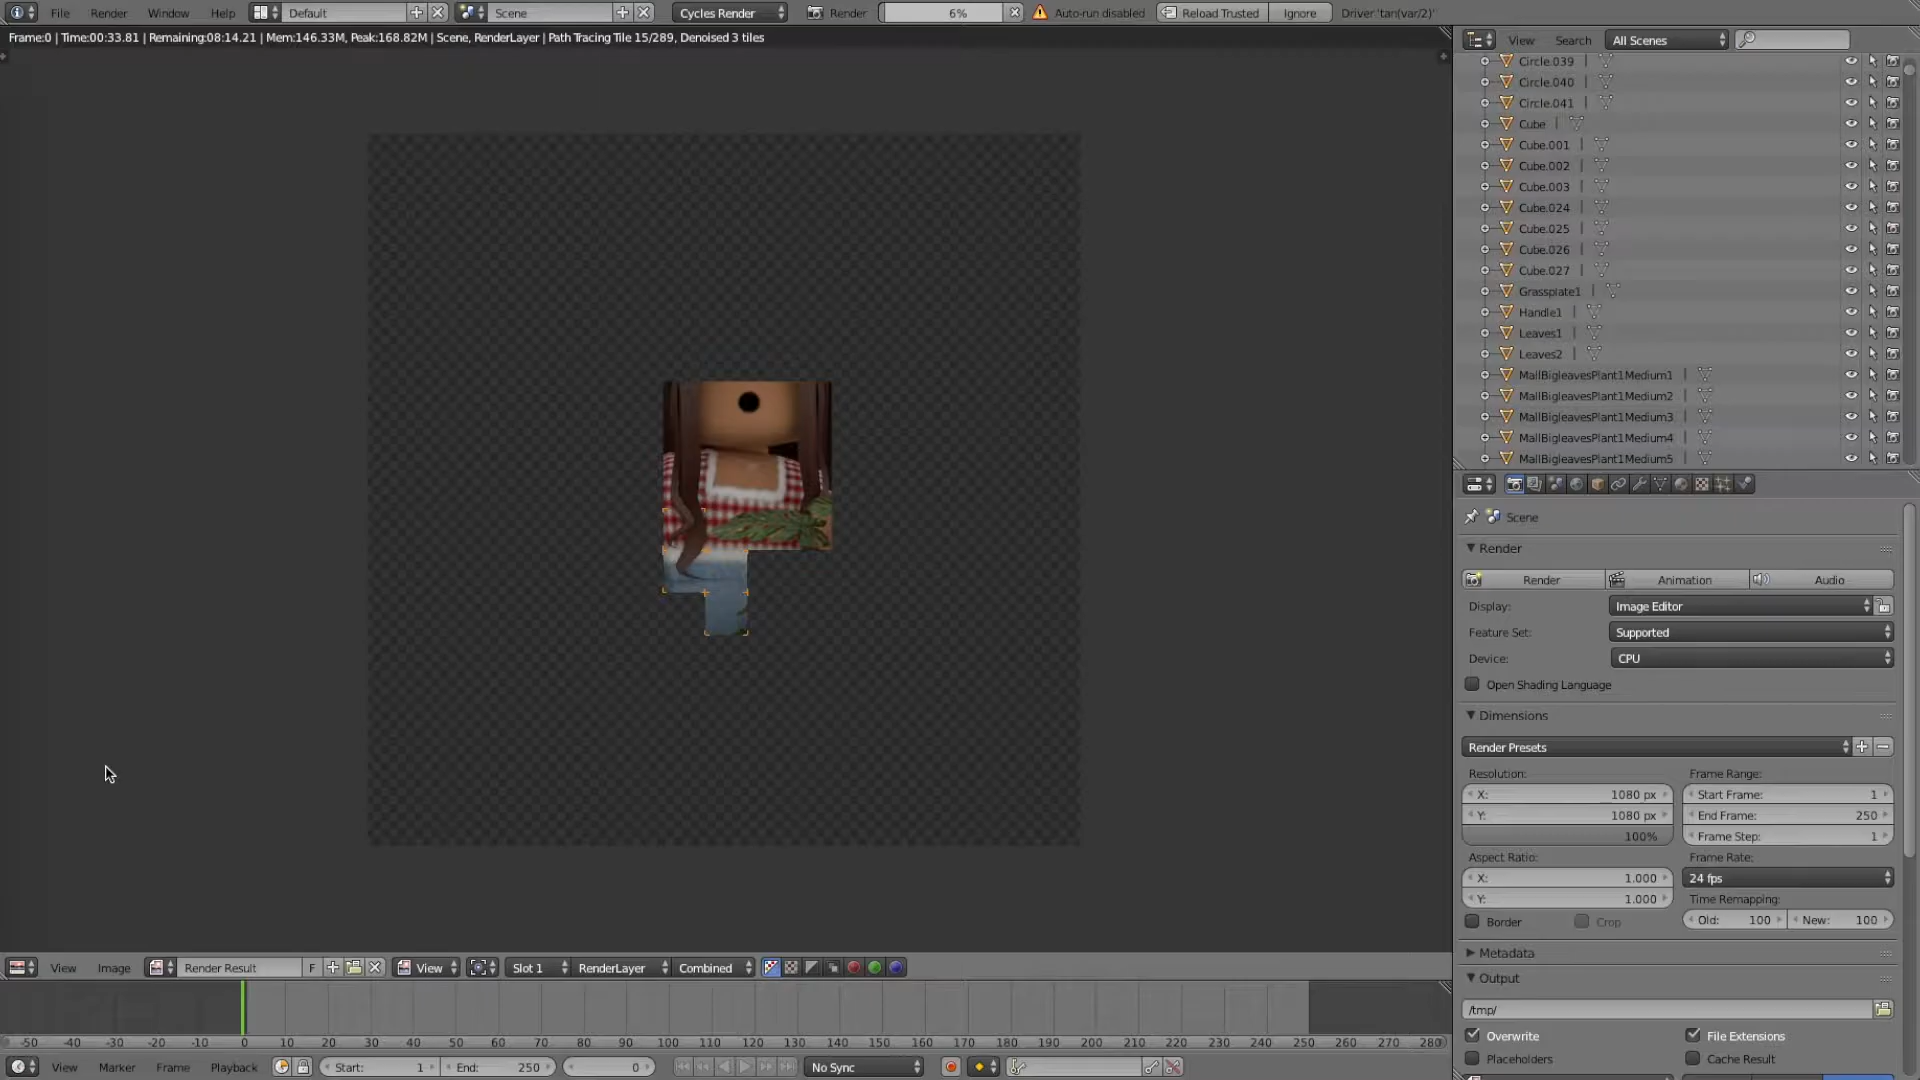 File Render Window Help Default Scene Cycles Render Render 6% Auto-run disabled Reload Trusted Ignore Driver 'tan(var/2)'
Frame:0 | Time:00:33.81 | Remaining:08:14.21 | Mem:146.33M, Peak:168.82M | Scene, RenderLayer | Path Tracing Tile 15/289, Denoised 3 tiles
View Search All Scenes
Circle.039
Circle.040
Circle.041
Cube
Cube.001
Cube.002
Cube.003
Cube.024
Cube.025
Cube.026
Cube.027
Grassplate1
Handle1
Leaves1
Leaves2
MallBigleavesPlant1Medium1
MallBigleavesPlant1Medium2
MallBigleavesPlant1Medium3
MallBigleavesPlant1Medium4
MallBigleavesPlant1Medium5
Scene
Render
Render Animation Audio
Display: Image Editor
Feature Set: Supported
Device: CPU
Open Shading Language
Dimensions
Render Presets
Resolution: Frame Range:
X: 1080 px Start Frame: 1
Y: 1080 px End Frame: 250
100% Frame Step: 1
Aspect Ratio: Frame Rate:
X: 1.000 24 fps
Y: 1.000 Time Remapping:
Border Crop Old: 100 New: 100
Metadata
Output
/tmp/
Overwrite File Extensions
Placeholders Cache Result
View Image Render Result F View Slot 1 RenderLayer Combined
-50 -40 -30 -20 -10 0 10 20 30 40 50 60 70 80 90 100 110 120 130 140 150 160 170 180 190 200 210 220 230 240 250 260 270 280
View Marker Frame Playback Start: 1 End: 250 0 No Sync